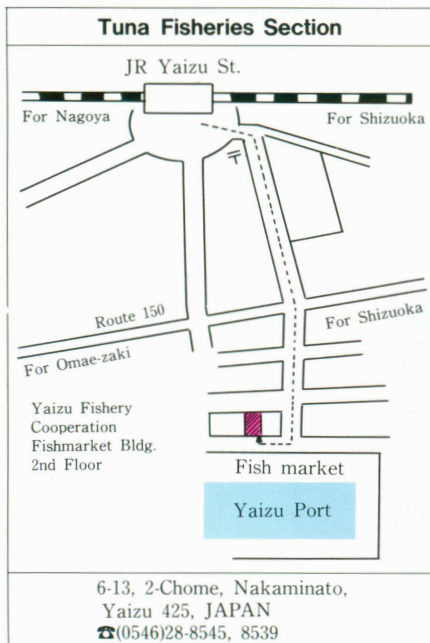 Tuna Fisheries Section
JR Yaizu St.
For Nagoya
For Shizuoka
〒
Route 150
For Shizuoka
For Omae-zaki
Yaizu Fishery
Cooperation
Fishmarket Bldg.
2nd Floor
Fish market
Yaizu Port
6-13, 2-Chome, Nakaminato,
Yaizu 425, JAPAN
☎(0546)28-8545, 8539